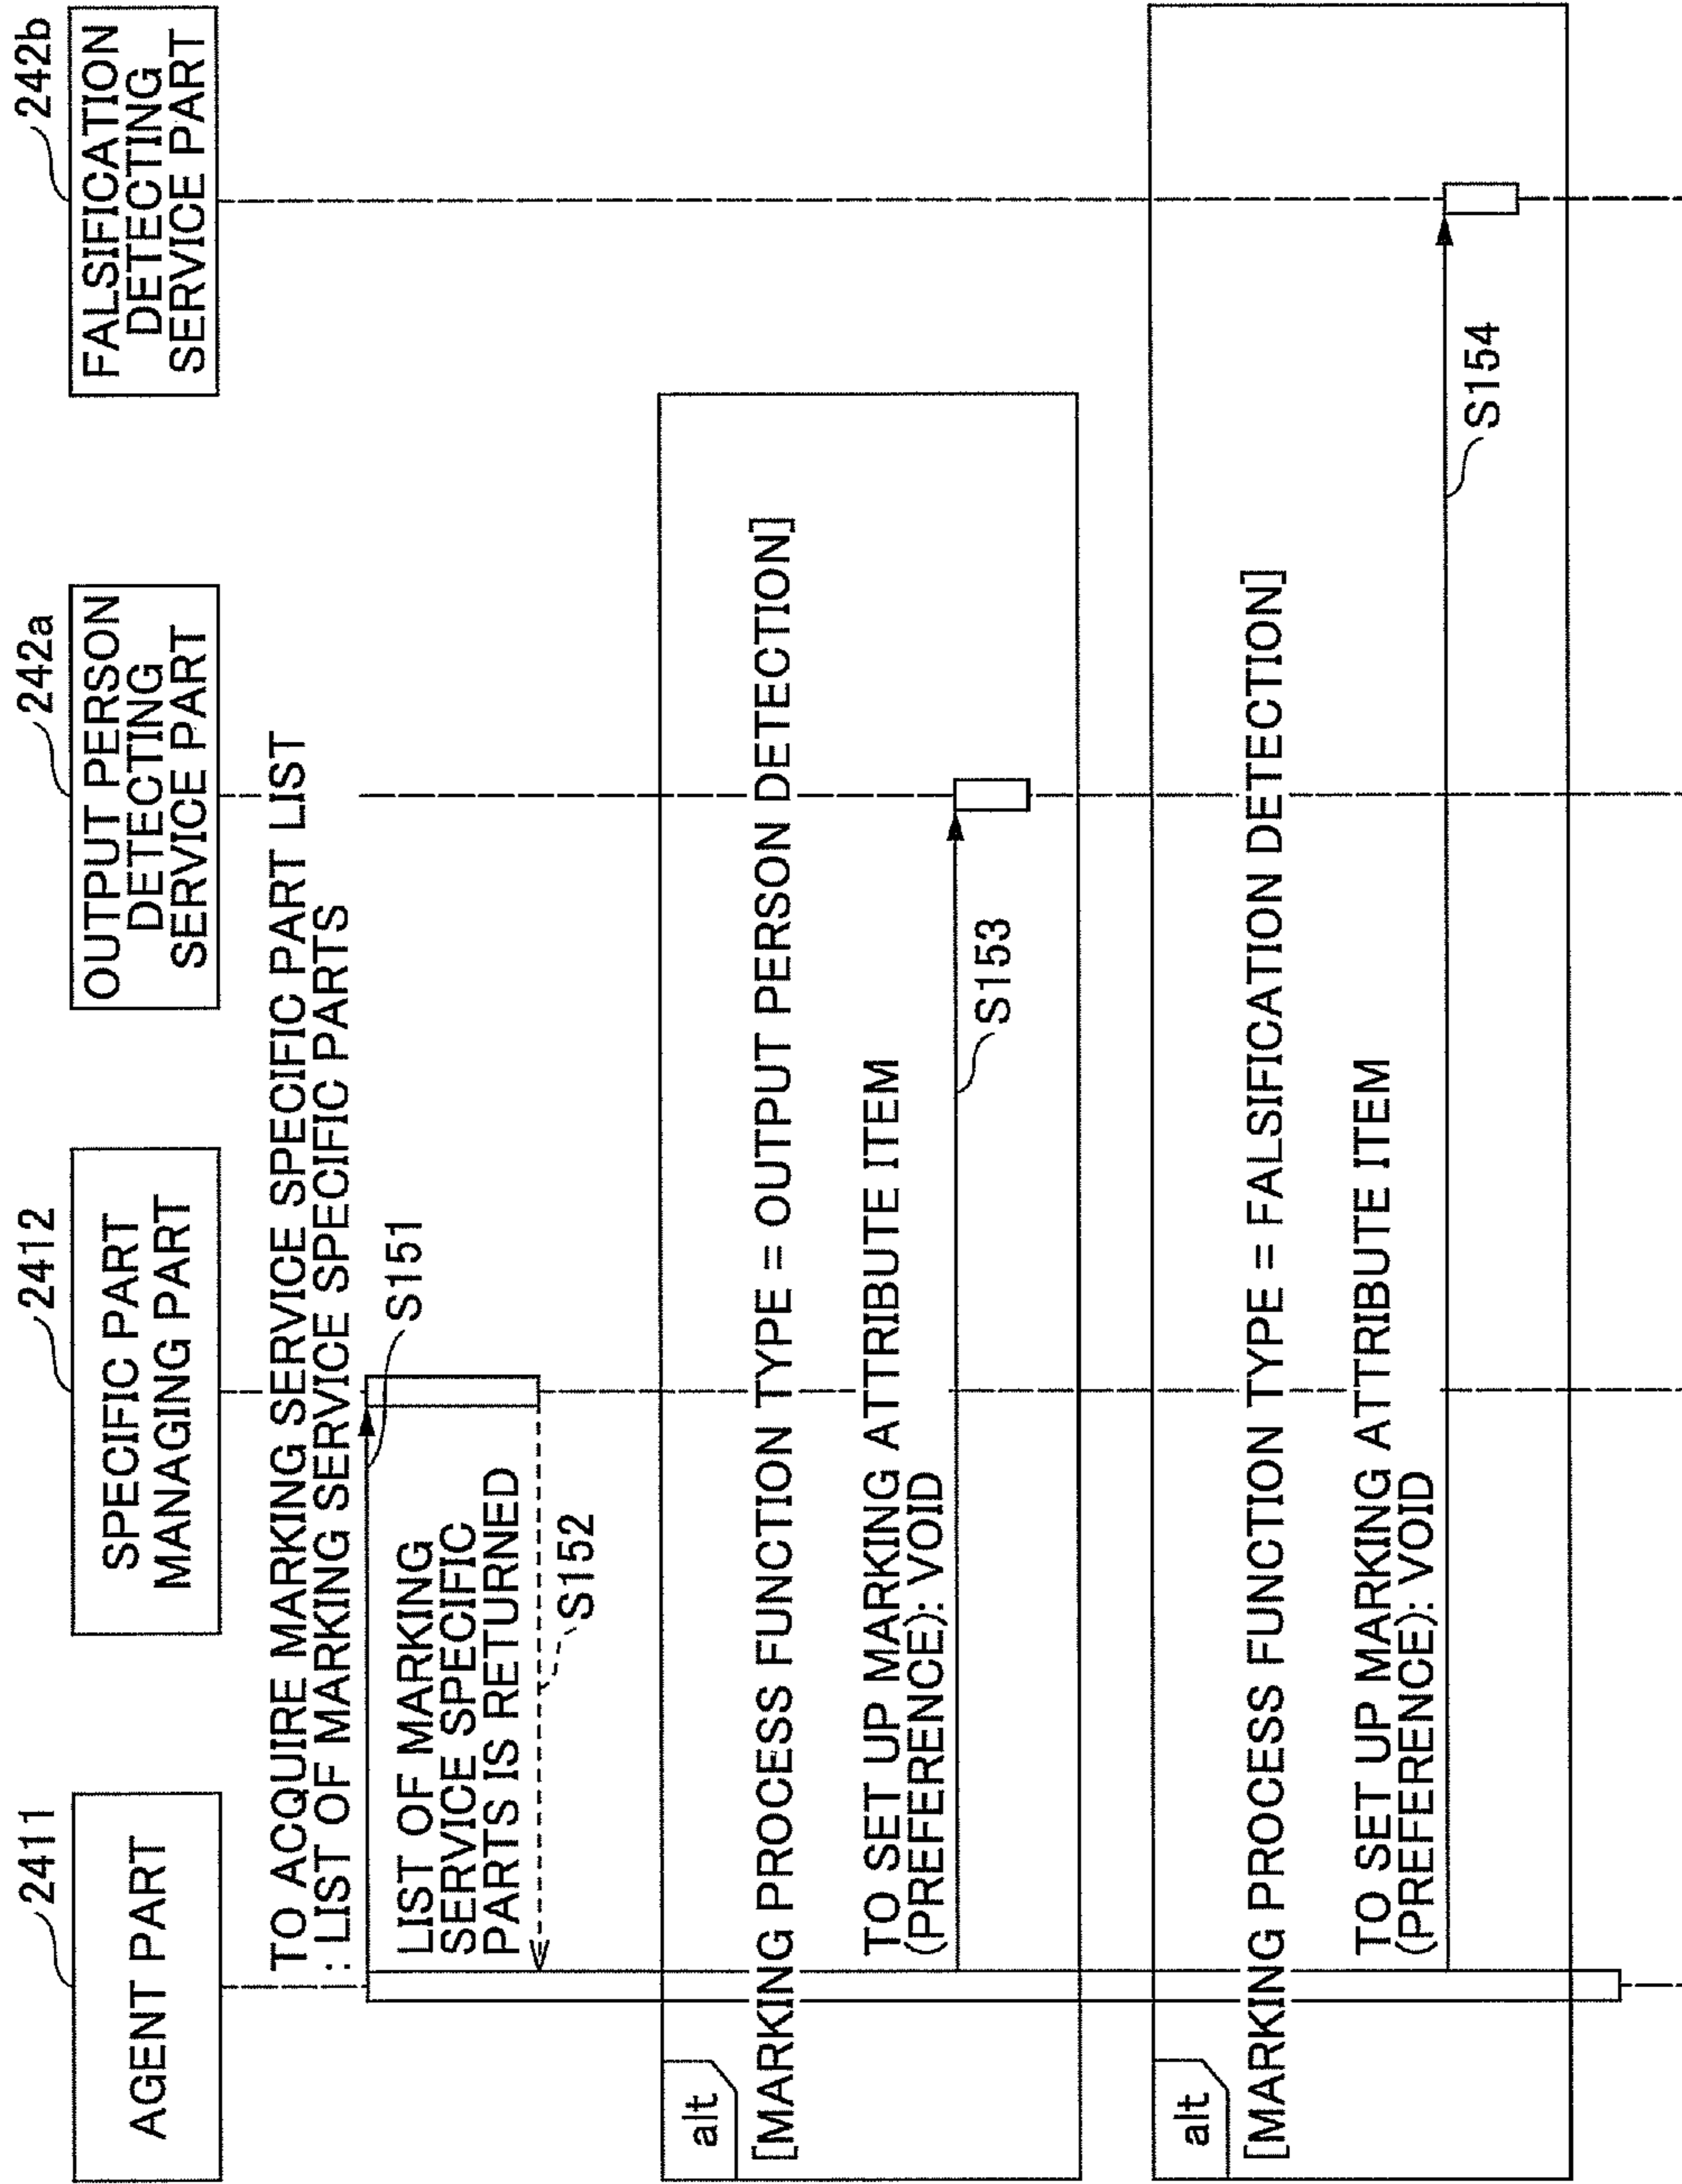 2411
AGENT PART
2412
SPECIFIC PART
MANAGING PART
242a
OUTPUT PERSON
DETECTING
SERVICE PART
242b
FALSIFICATION
DETECTING
SERVICE PART
TO ACQUIRE MARKING SERVICE SPECIFIC PART LIST
: LIST OF MARKING SERVICE SPECIFIC PARTS
S151
LIST OF MARKING
SERVICE SPECIFIC
PARTS IS RETURNED
S152
alt
[MARKING PROCESS FUNCTION TYPE = OUTPUT PERSON DETECTION]
TO SET UP MARKING ATTRIBUTE ITEM
(PREFERENCE): VOID
S153
alt
[MARKING PROCESS FUNCTION TYPE = FALSIFICATION DETECTION]
TO SET UP MARKING ATTRIBUTE ITEM
(PREFERENCE): VOID
S154